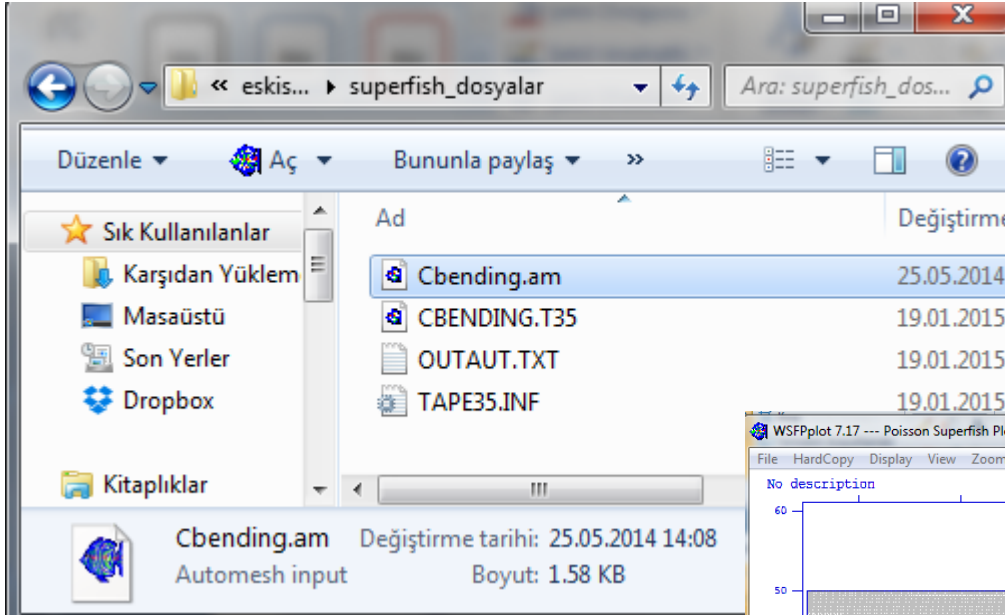 « eskis... ▸ superfish_dosyalar
Ara: superfish_dos...
Düzenle
Aç
Bununla paylaş
»
Ad
Değiştirme
Sık Kullanılanlar
Karşıdan Yüklem
Masaüstü
Son Yerler
Dropbox
Kitaplıklar
Cbending.am 25.05.2014
CBENDING.T35 19.01.2015
OUTAUT.TXT 19.01.2015
TAPE35.INF 19.01.2015
Cbending.am Değiştirme tarihi: 25.05.2014 14:08
Automesh input Boyut: 1.58 KB
WSFPplot 7.17 --- Poisson Superfish Pl
File HardCopy Display View Zoom
No description
60
50